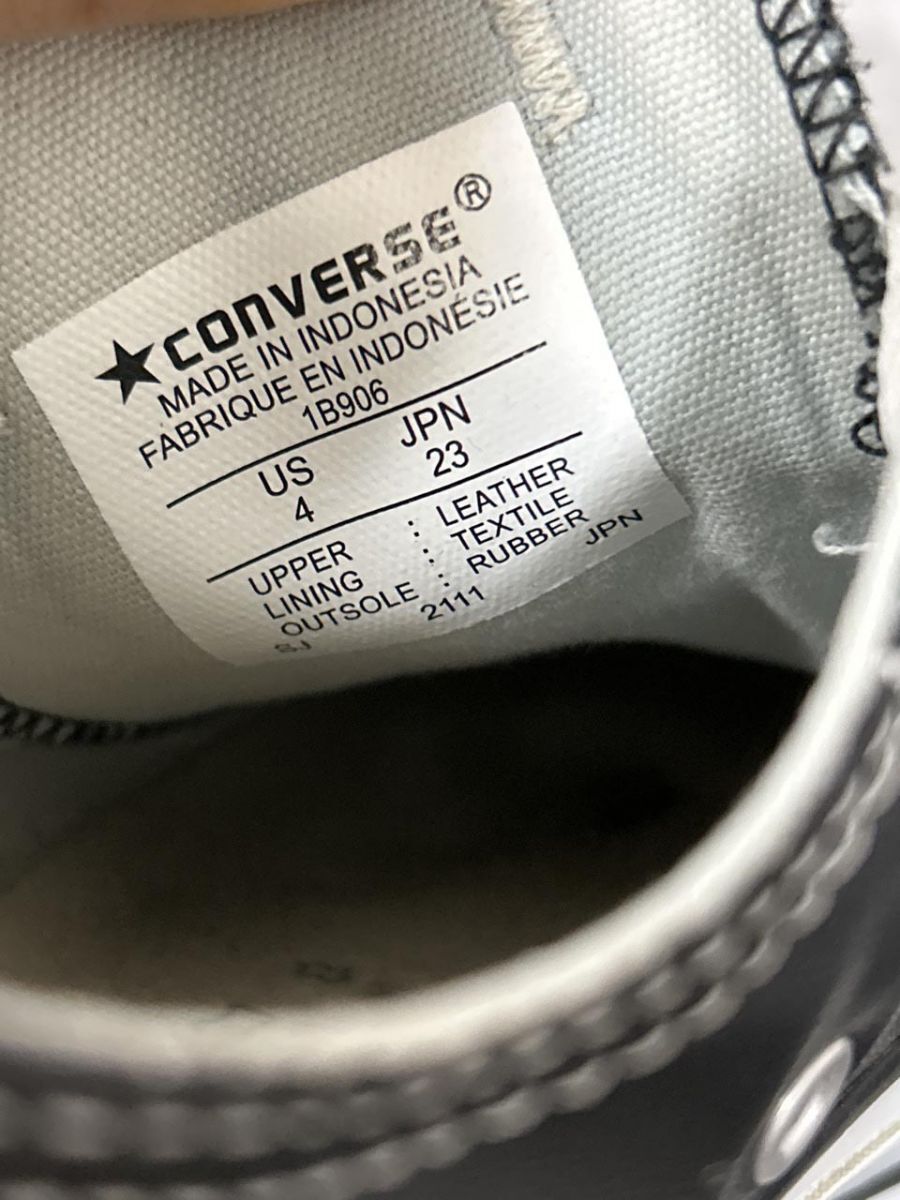 ★CONVERSE®
MADE IN INDONESIA
FABRIQUE EN INDONÉSIE
1B906
US JPN
4 23
UPPER : LEATHER
LINING : TEXTILE
OUTSOLE : RUBBER
SJ 2111 JPN